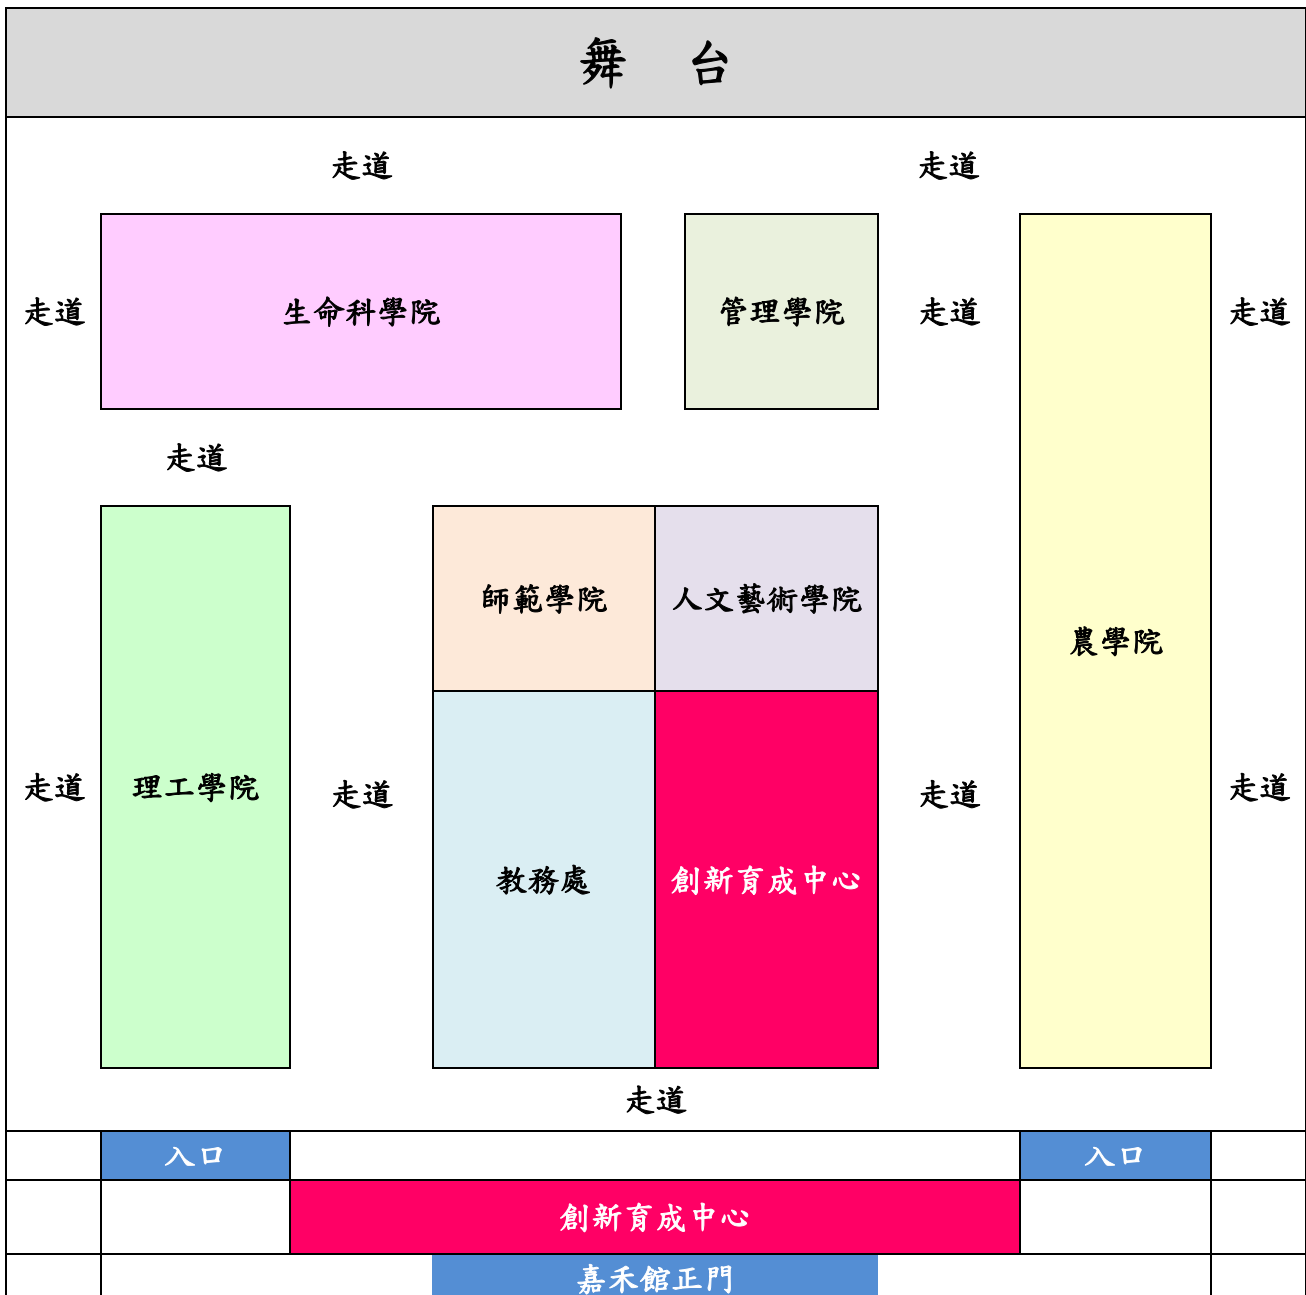 舞 台
走道 走道
走道 生命科學院 管理學院 走道 走道
走道
師範學院 人文藝術學院
農學院
走道 理工學院 走道 走道 走道
教務處 創新育成中心
走道
入口 入口
創新育成中心
嘉禾館正門